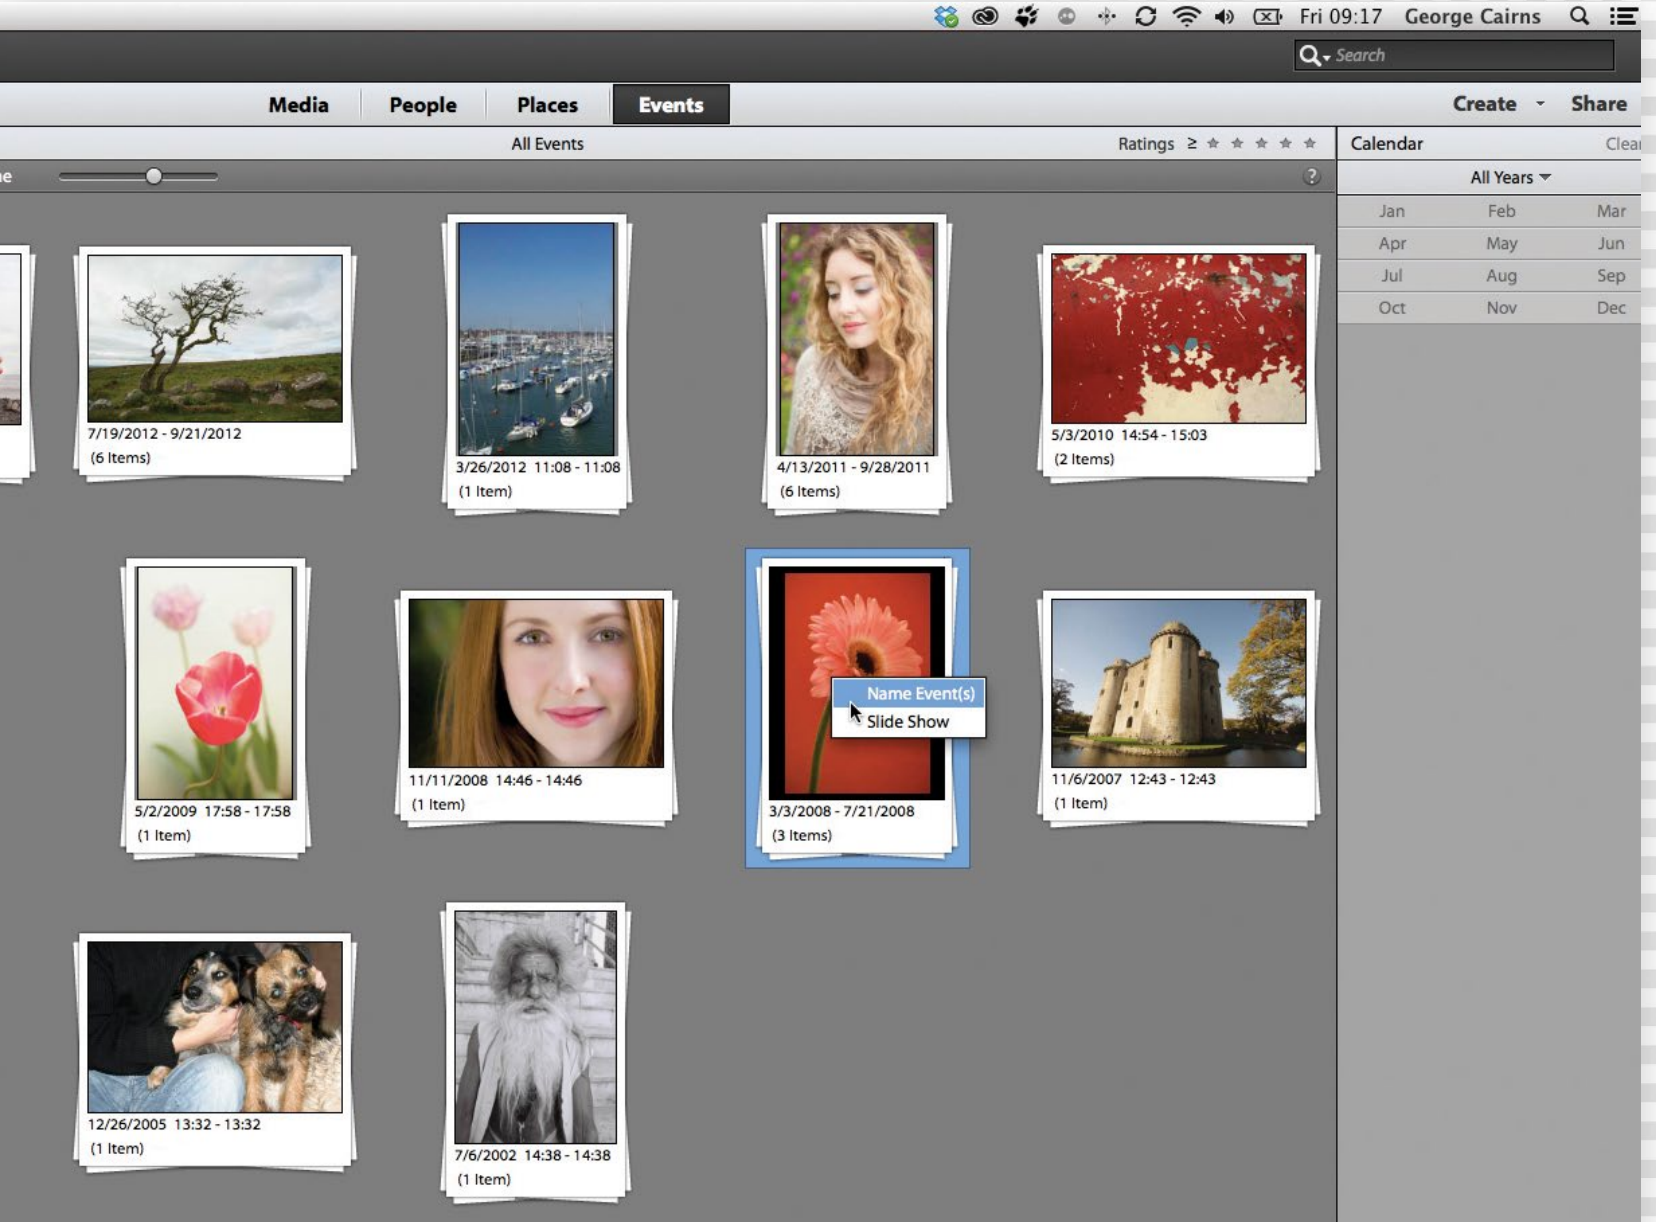 Fri 09:17 George Cairns
Search
Media People Places Events
Create Share
All Events
Ratings ≥
Calendar
?
All Years
Jan Feb Mar
Apr May Jun
Jul Aug Sep
Oct Nov Dec
7/19/2012 - 9/21/2012
(6 Items)
3/26/2012 11:08 - 11:08
(1 Item)
4/13/2011 - 9/28/2011
(6 Items)
5/3/2010 14:54 - 15:03
(2 Items)
Name Event(s)
Slide Show
5/2/2009 17:58 - 17:58
(1 Item)
11/11/2008 14:46 - 14:46
(1 Item)
3/3/2008 - 7/21/2008
(3 Items)
11/6/2007 12:43 - 12:43
(1 Item)
12/26/2005 13:32 - 13:32
(1 Item)
7/6/2002 14:38 - 14:38
(1 Item)